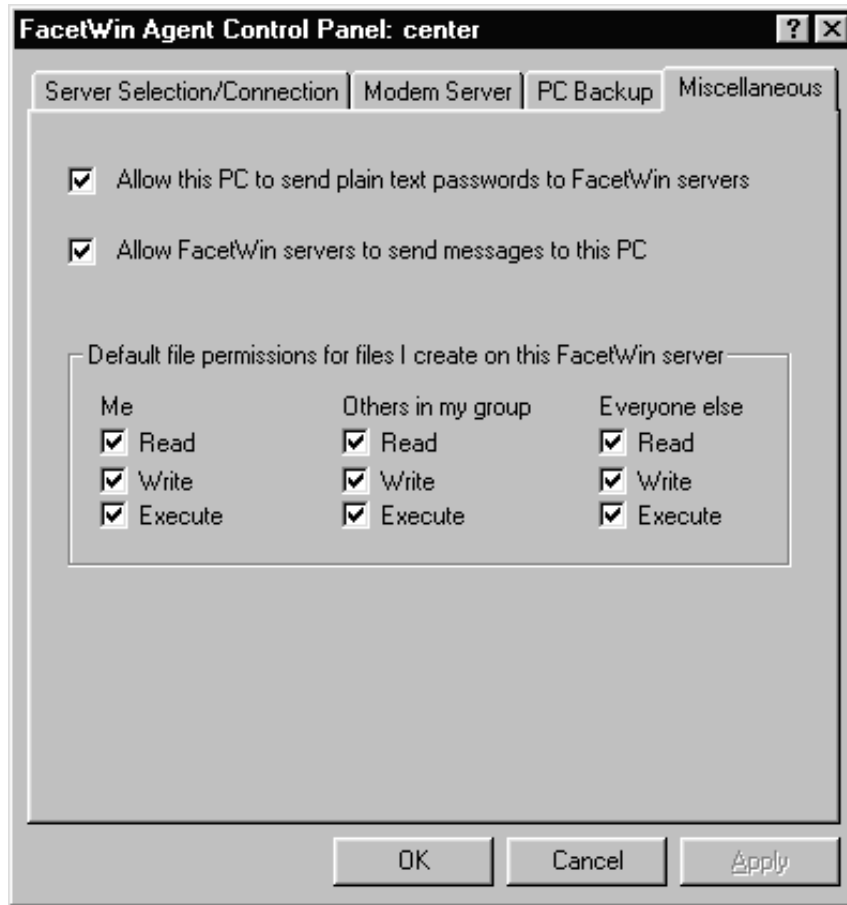 FacetWin Agent Control Panel: center
Server Selection/Connection Modem Server PC Backup Miscellaneous
Allow this PC to send plain text passwords to FacetWin servers
Allow FacetWin servers to send messages to this PC
Default file permissions for files I create on this FacetWin server
Me Others in my group Everyone else
Read Read Read
Write Write Write
Execute Execute Execute
OK Cancel Apply